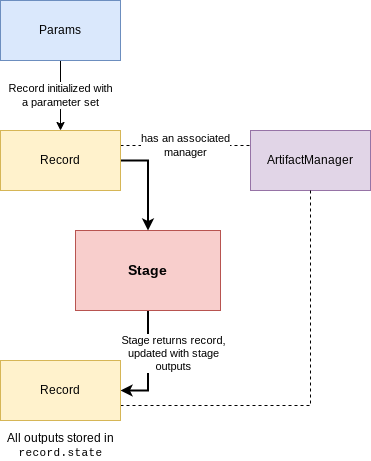 Params
Record initialized with
a parameter set
Record
has an associated
manager
ArtifactManager
Stage
Stage returns record,
updated with stage
outputs
Record
All outputs stored in
record.state